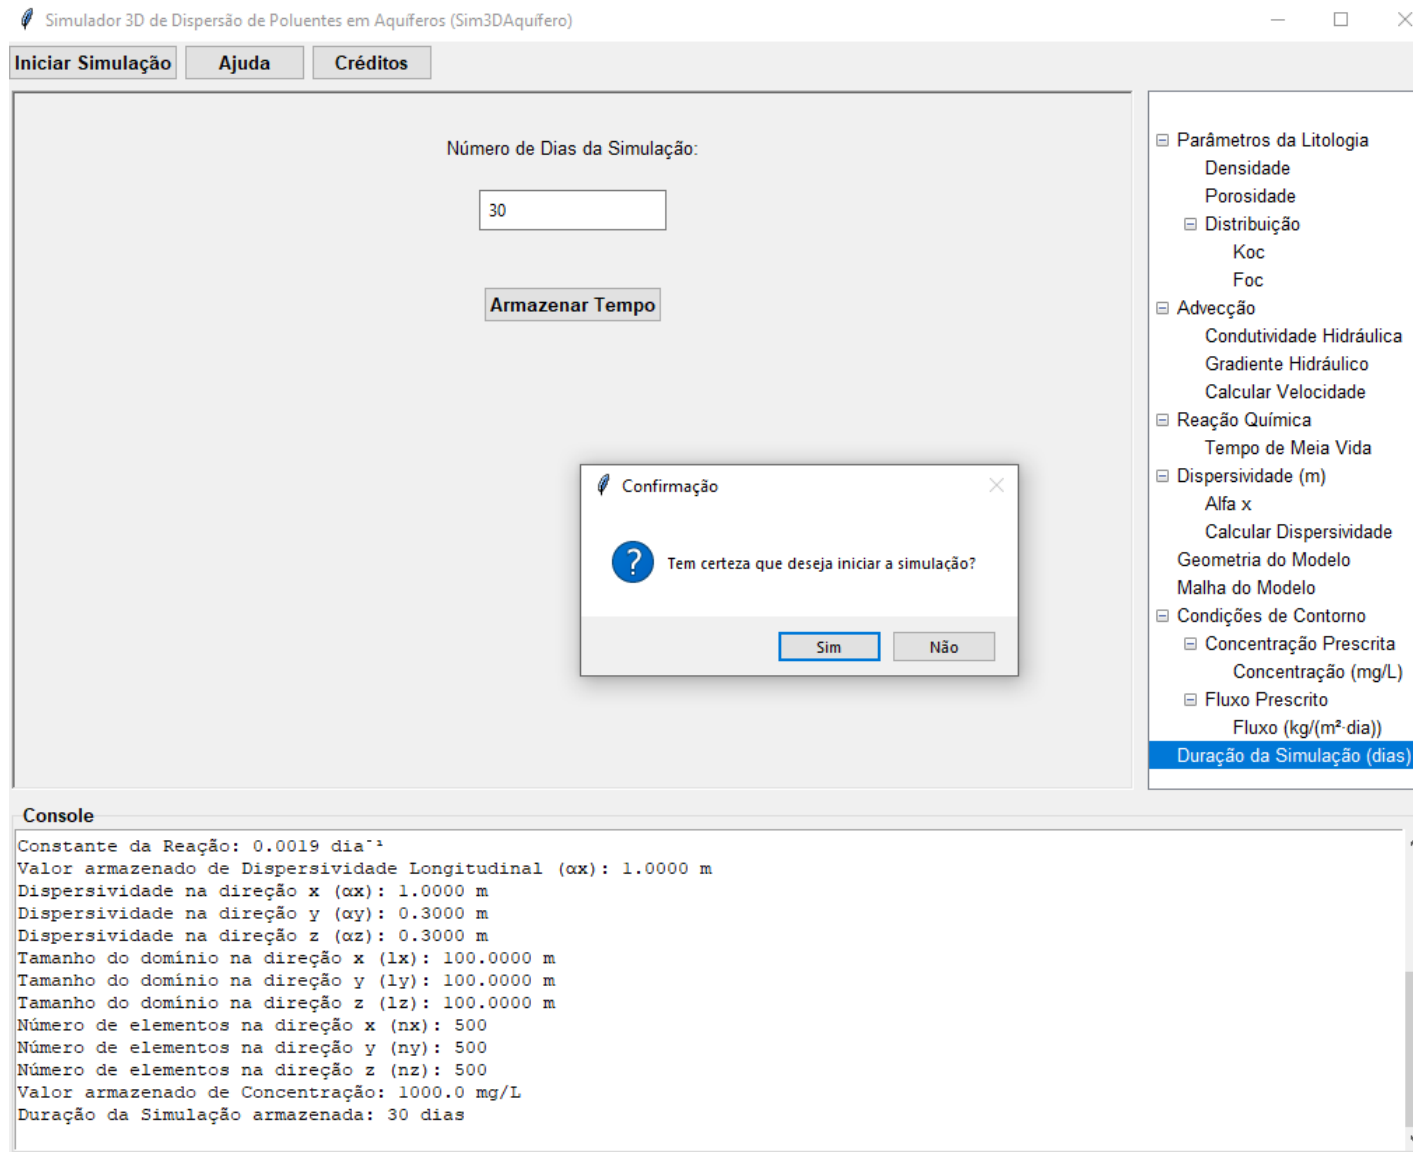 Simulador 3D de Dispersão de Poluentes em Aquíferos (Sim3DAquífero)
Iniciar Simulação Ajuda Créditos
Número de Dias da Simulação:
30
Armazenar Tempo
Confirmação
Tem certeza que deseja iniciar a simulação?
Sim Não
Parâmetros da Litologia
Densidade
Porosidade
Distribuição
Koc
Foc
Advecção
Condutividade Hidráulica
Gradiente Hidráulico
Calcular Velocidade
Reação Química
Tempo de Meia Vida
Dispersividade (m)
Alfa x
Calcular Dispersividade
Geometria do Modelo
Malha do Modelo
Condições de Contorno
Concentração Prescrita
Concentração (mg/L)
Fluxo Prescrito
Fluxo (kg/(m²·dia))
Duração da Simulação (dias)
Console
Constante da Reação: 0.0019 dia⁻¹
Valor armazenado de Dispersividade Longitudinal (αx): 1.0000 m
Dispersividade na direção x (αx): 1.0000 m
Dispersividade na direção y (αy): 0.3000 m
Dispersividade na direção z (αz): 0.3000 m
Tamanho do domínio na direção x (lx): 100.0000 m
Tamanho do domínio na direção y (ly): 100.0000 m
Tamanho do domínio na direção z (lz): 100.0000 m
Número de elementos na direção x (nx): 500
Número de elementos na direção y (ny): 500
Número de elementos na direção z (nz): 500
Valor armazenado de Concentração: 1000.0 mg/L
Duração da Simulação armazenada: 30 dias